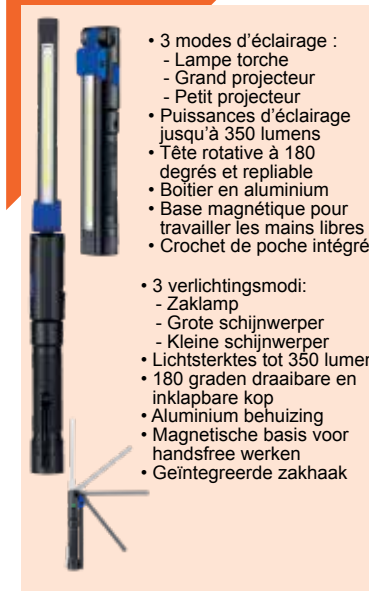 • 3 modes d'éclairage :
- Lampe torche
- Grand projecteur
- Petit projecteur
• Puissances d'éclairage
jusqu'à 350 lumens
• Tête rotative à 180
degrés et repliable
• Boitier en aluminium
• Base magnétique pour
travailler les mains libres
• Crochet de poche intégré
• 3 verlichtingsmodi:
- Zaklamp
- Grote schijnwerper
- Kleine schijnwerper
• Lichtsterktes tot 350 lumen
• 180 graden draaibare en
inklapbare kop
• Aluminium behuizing
• Magnetische basis voor
handsfree werken
• Geïntegreerde zakhaak